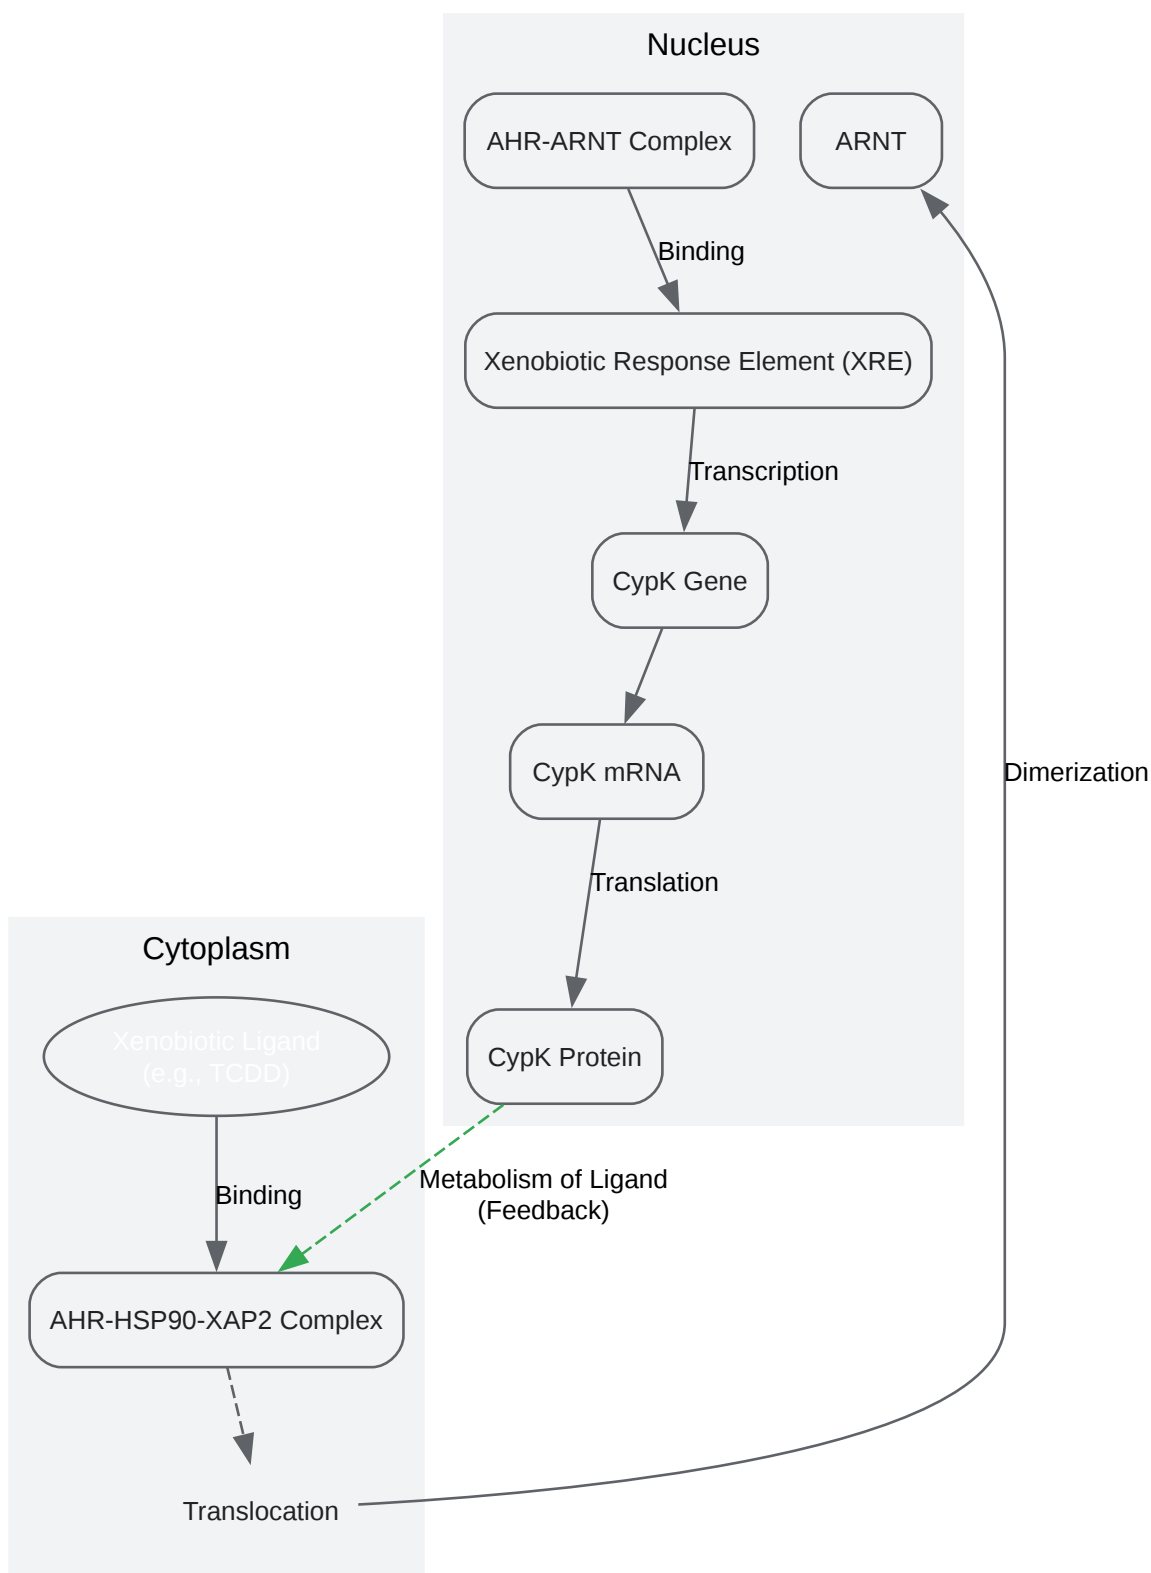 Nucleus
AHR-ARNT Complex
ARNT
Binding
Xenobiotic Response Element (XRE)
Transcription
CypK Gene
CypK mRNA
Dimerization
Translation
Cytoplasm
Xenobiotic Ligand
(e.g., TCDD)
CypK Protein
Metabolism of Ligand
(Feedback)
Binding
AHR-HSP90-XAP2 Complex
Translocation